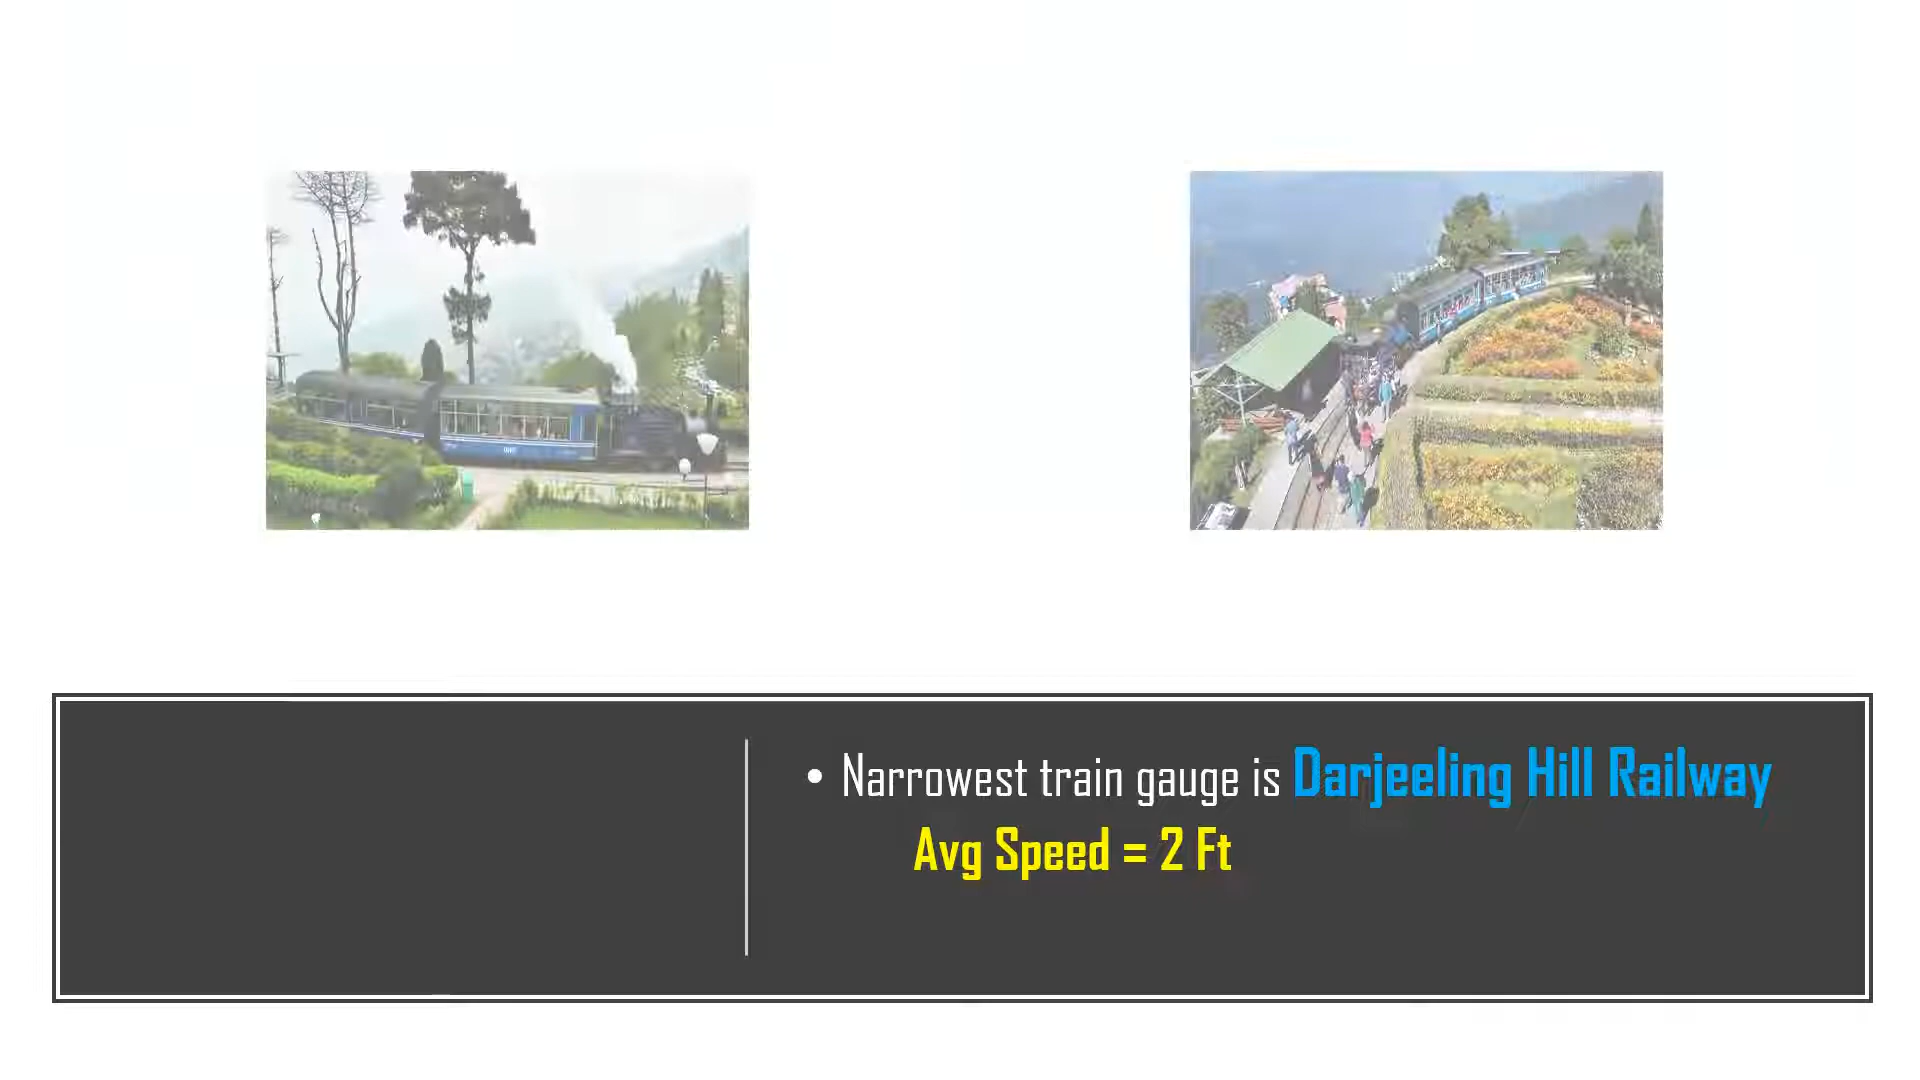 • Narrowest train gauge is Darjeeling Hill Railway
Avg Speed = 2 Ft